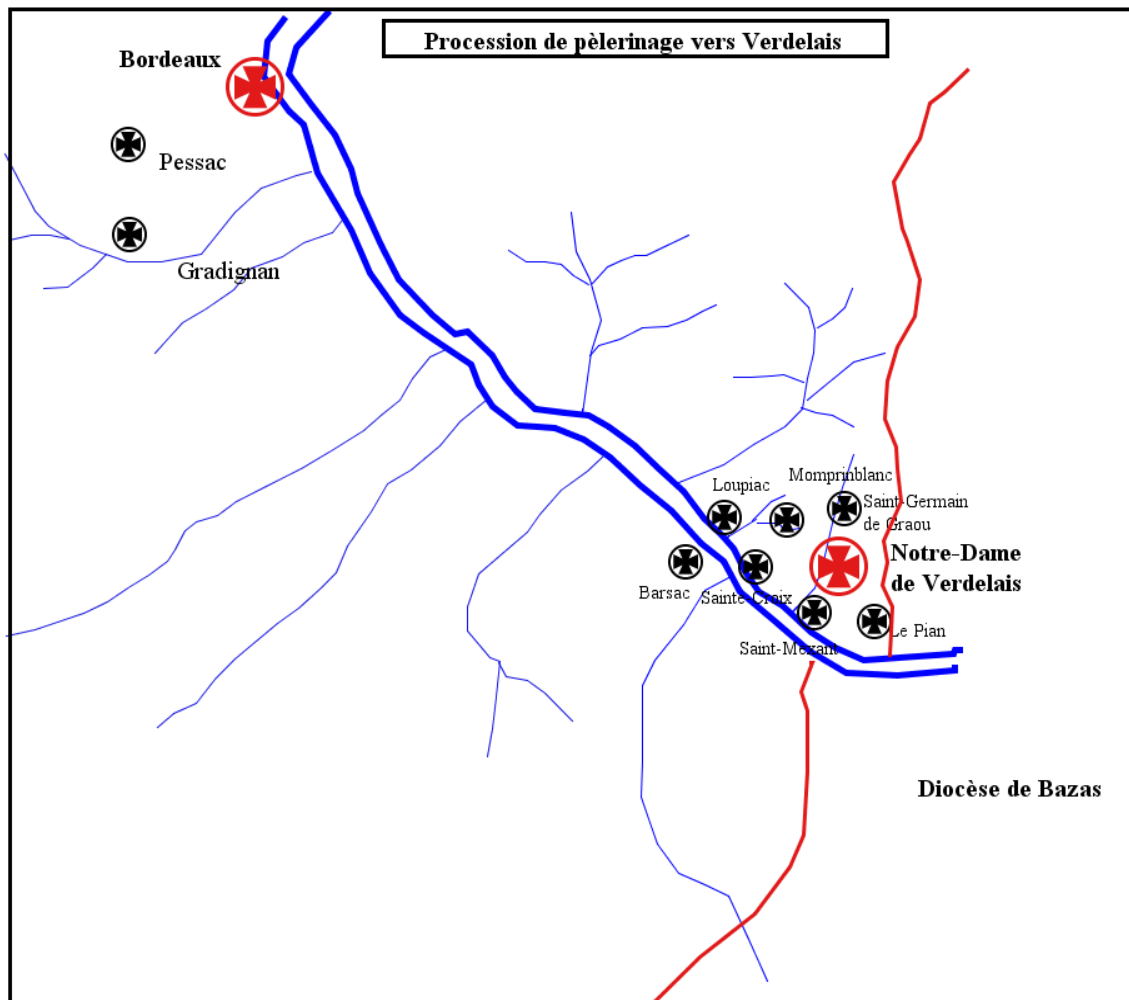 Procession de pèlerinage vers Verdelais
Bordeaux
Pessac
Gradignan
Momprinblanc
Loupiac
Saint-Germain
de Graou
Notre-Dame
de Verdelais
Barsac
Sainte-Croix
Le Pian
Saint-Mexant
Diocèse de Bazas